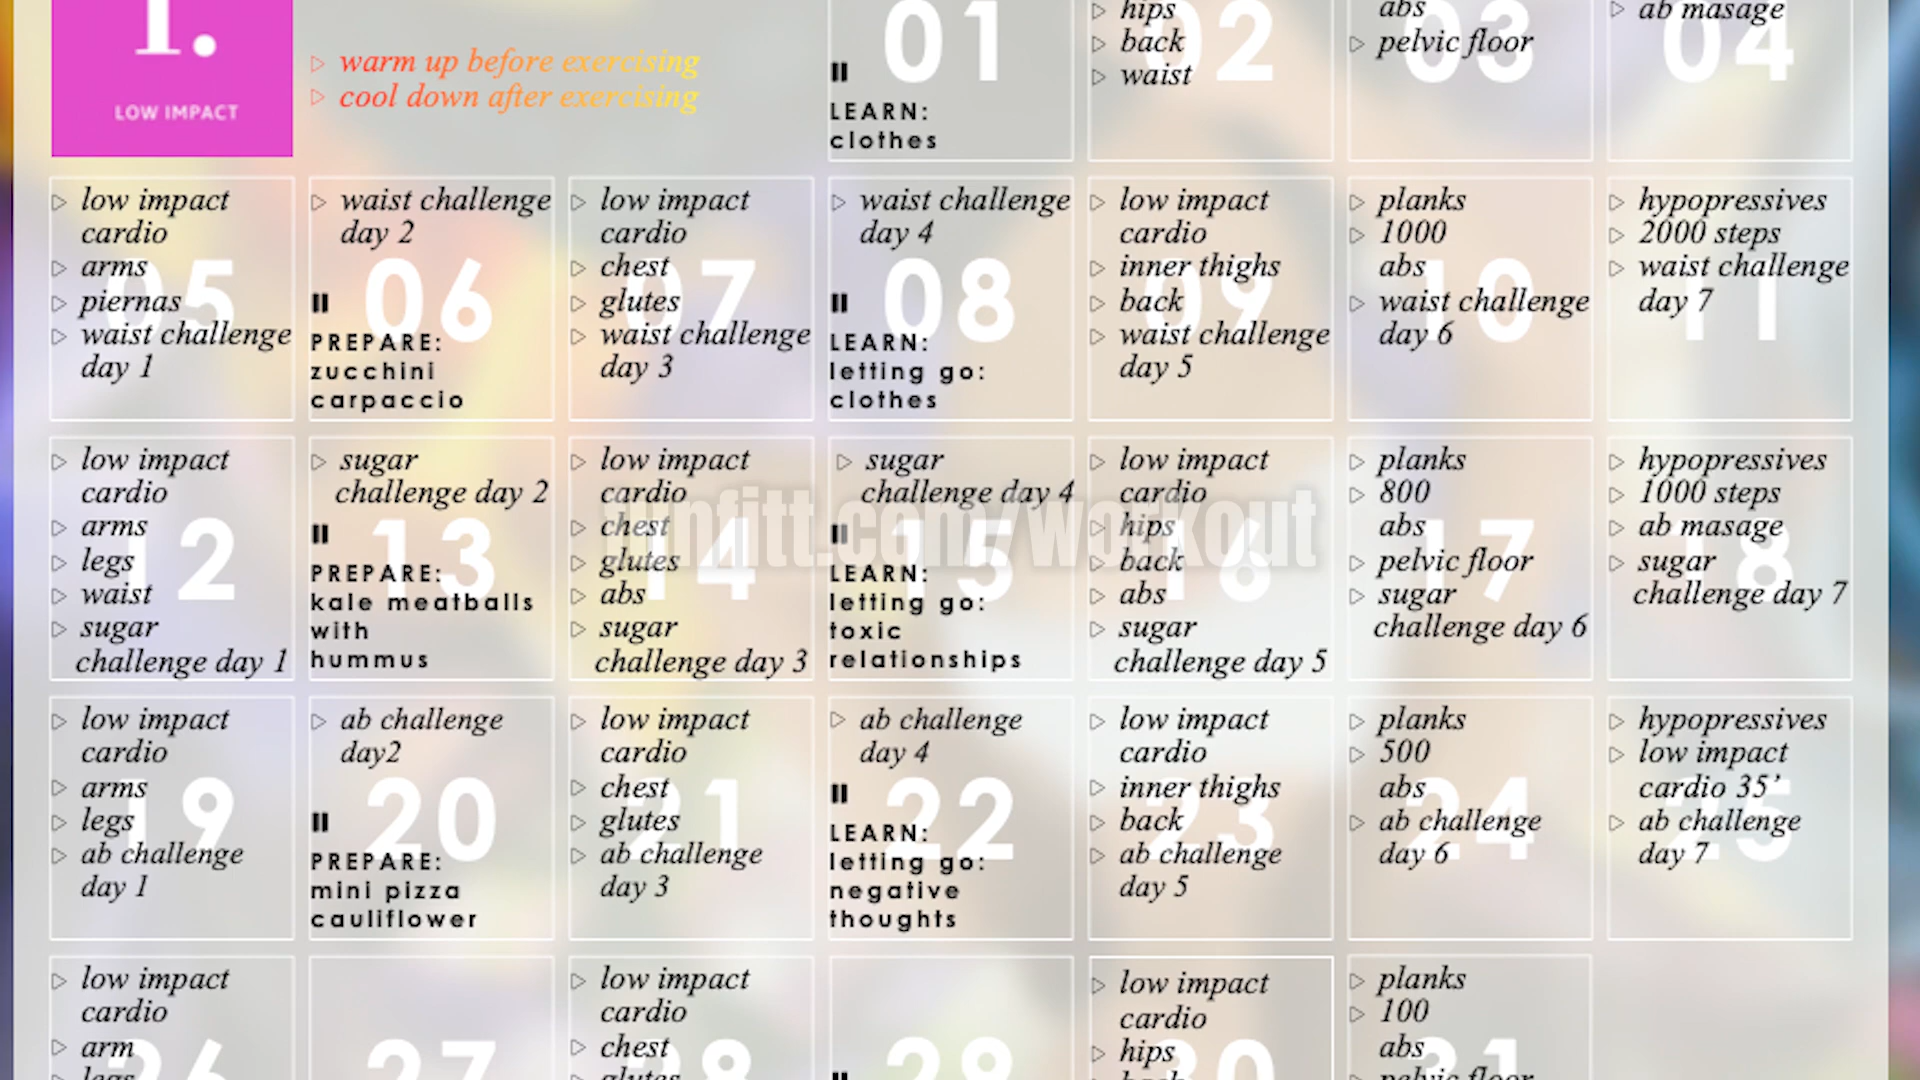 1.
LOW IMPACT
warm up before exercising
cool down after exercising
01
LEARN:
clothes
hips
back
waist
02
abs
pelvic floor
03
ab masage
04
low impact
cardio
arms
piernas
waist challenge
day 1
05
waist challenge
day 2
06
PREPARE:
zucchini
carpaccio
low impact
cardio
chest
glutes
waist challenge
day 3
07
waist challenge
day 4
08
LEARN:
letting go:
clothes
low impact
cardio
inner thighs
back
waist challenge
day 5
09
planks
1000
abs
waist challenge
day 6
10
hypopressives
2000 steps
waist challenge
day 7
11
low impact
cardio
arms
legs
waist
sugar
challenge day 1
12
sugar
challenge day 2
13
PREPARE:
kale meatballs
with
hummus
low impact
cardio
chest
glutes
abs
sugar
challenge day 3
14
sugar
challenge day 4
15
LEARN:
letting go:
toxic
relationships
low impact
cardio
hips
back
abs
sugar
challenge day 5
16
planks
800
abs
pelvic floor
sugar
challenge day 6
17
hypopressives
1000 steps
ab masage
sugar
challenge day 7
18
low impact
cardio
arms
legs
ab challenge
day 1
19
ab challenge
day2
20
PREPARE:
mini pizza
cauliflower
low impact
cardio
chest
glutes
ab challenge
day 3
21
ab challenge
day 4
22
LEARN:
letting go:
negative
thoughts
low impact
cardio
inner thighs
back
ab challenge
day 5
23
planks
500
abs
ab challenge
day 6
24
hypopressives
low impact
cardio 35’
ab challenge
day 7
25
low impact
cardio
arm
legs
26
27
low impact
cardio
chest
glutes
28
29
low impact
cardio
hips
back
30
planks
100
abs
pelvic floor
31